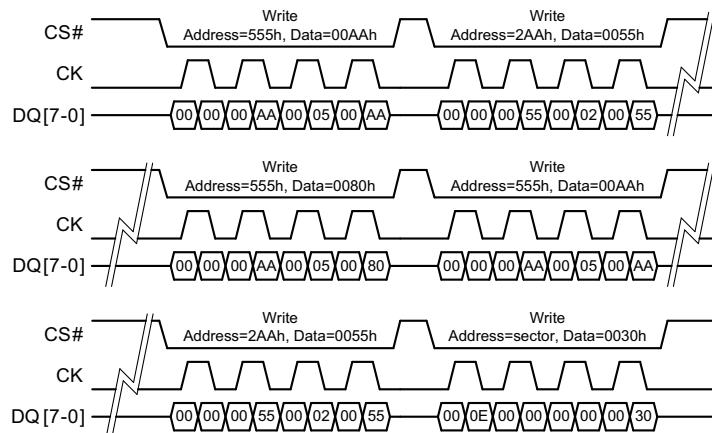 Write Write
CS# Address=555h, Data=00AAh Address=2AAh, Data=0055h
CK
DQ[7-0] 00 00 00 AA 00 05 00 AA 00 00 00 55 00 02 00 55
Write Write
CS# Address=555h, Data=0080h Address=555h, Data=00AAh
CK
DQ[7-0] 00 00 00 AA 00 05 00 80 00 00 00 AA 00 05 00 AA
Write Write
CS# Address=2AAh, Data=0055h Address=sector, Data=0030h
CK
DQ[7-0] 00 00 00 55 00 02 00 55 00 0E 00 00 00 00 00 30